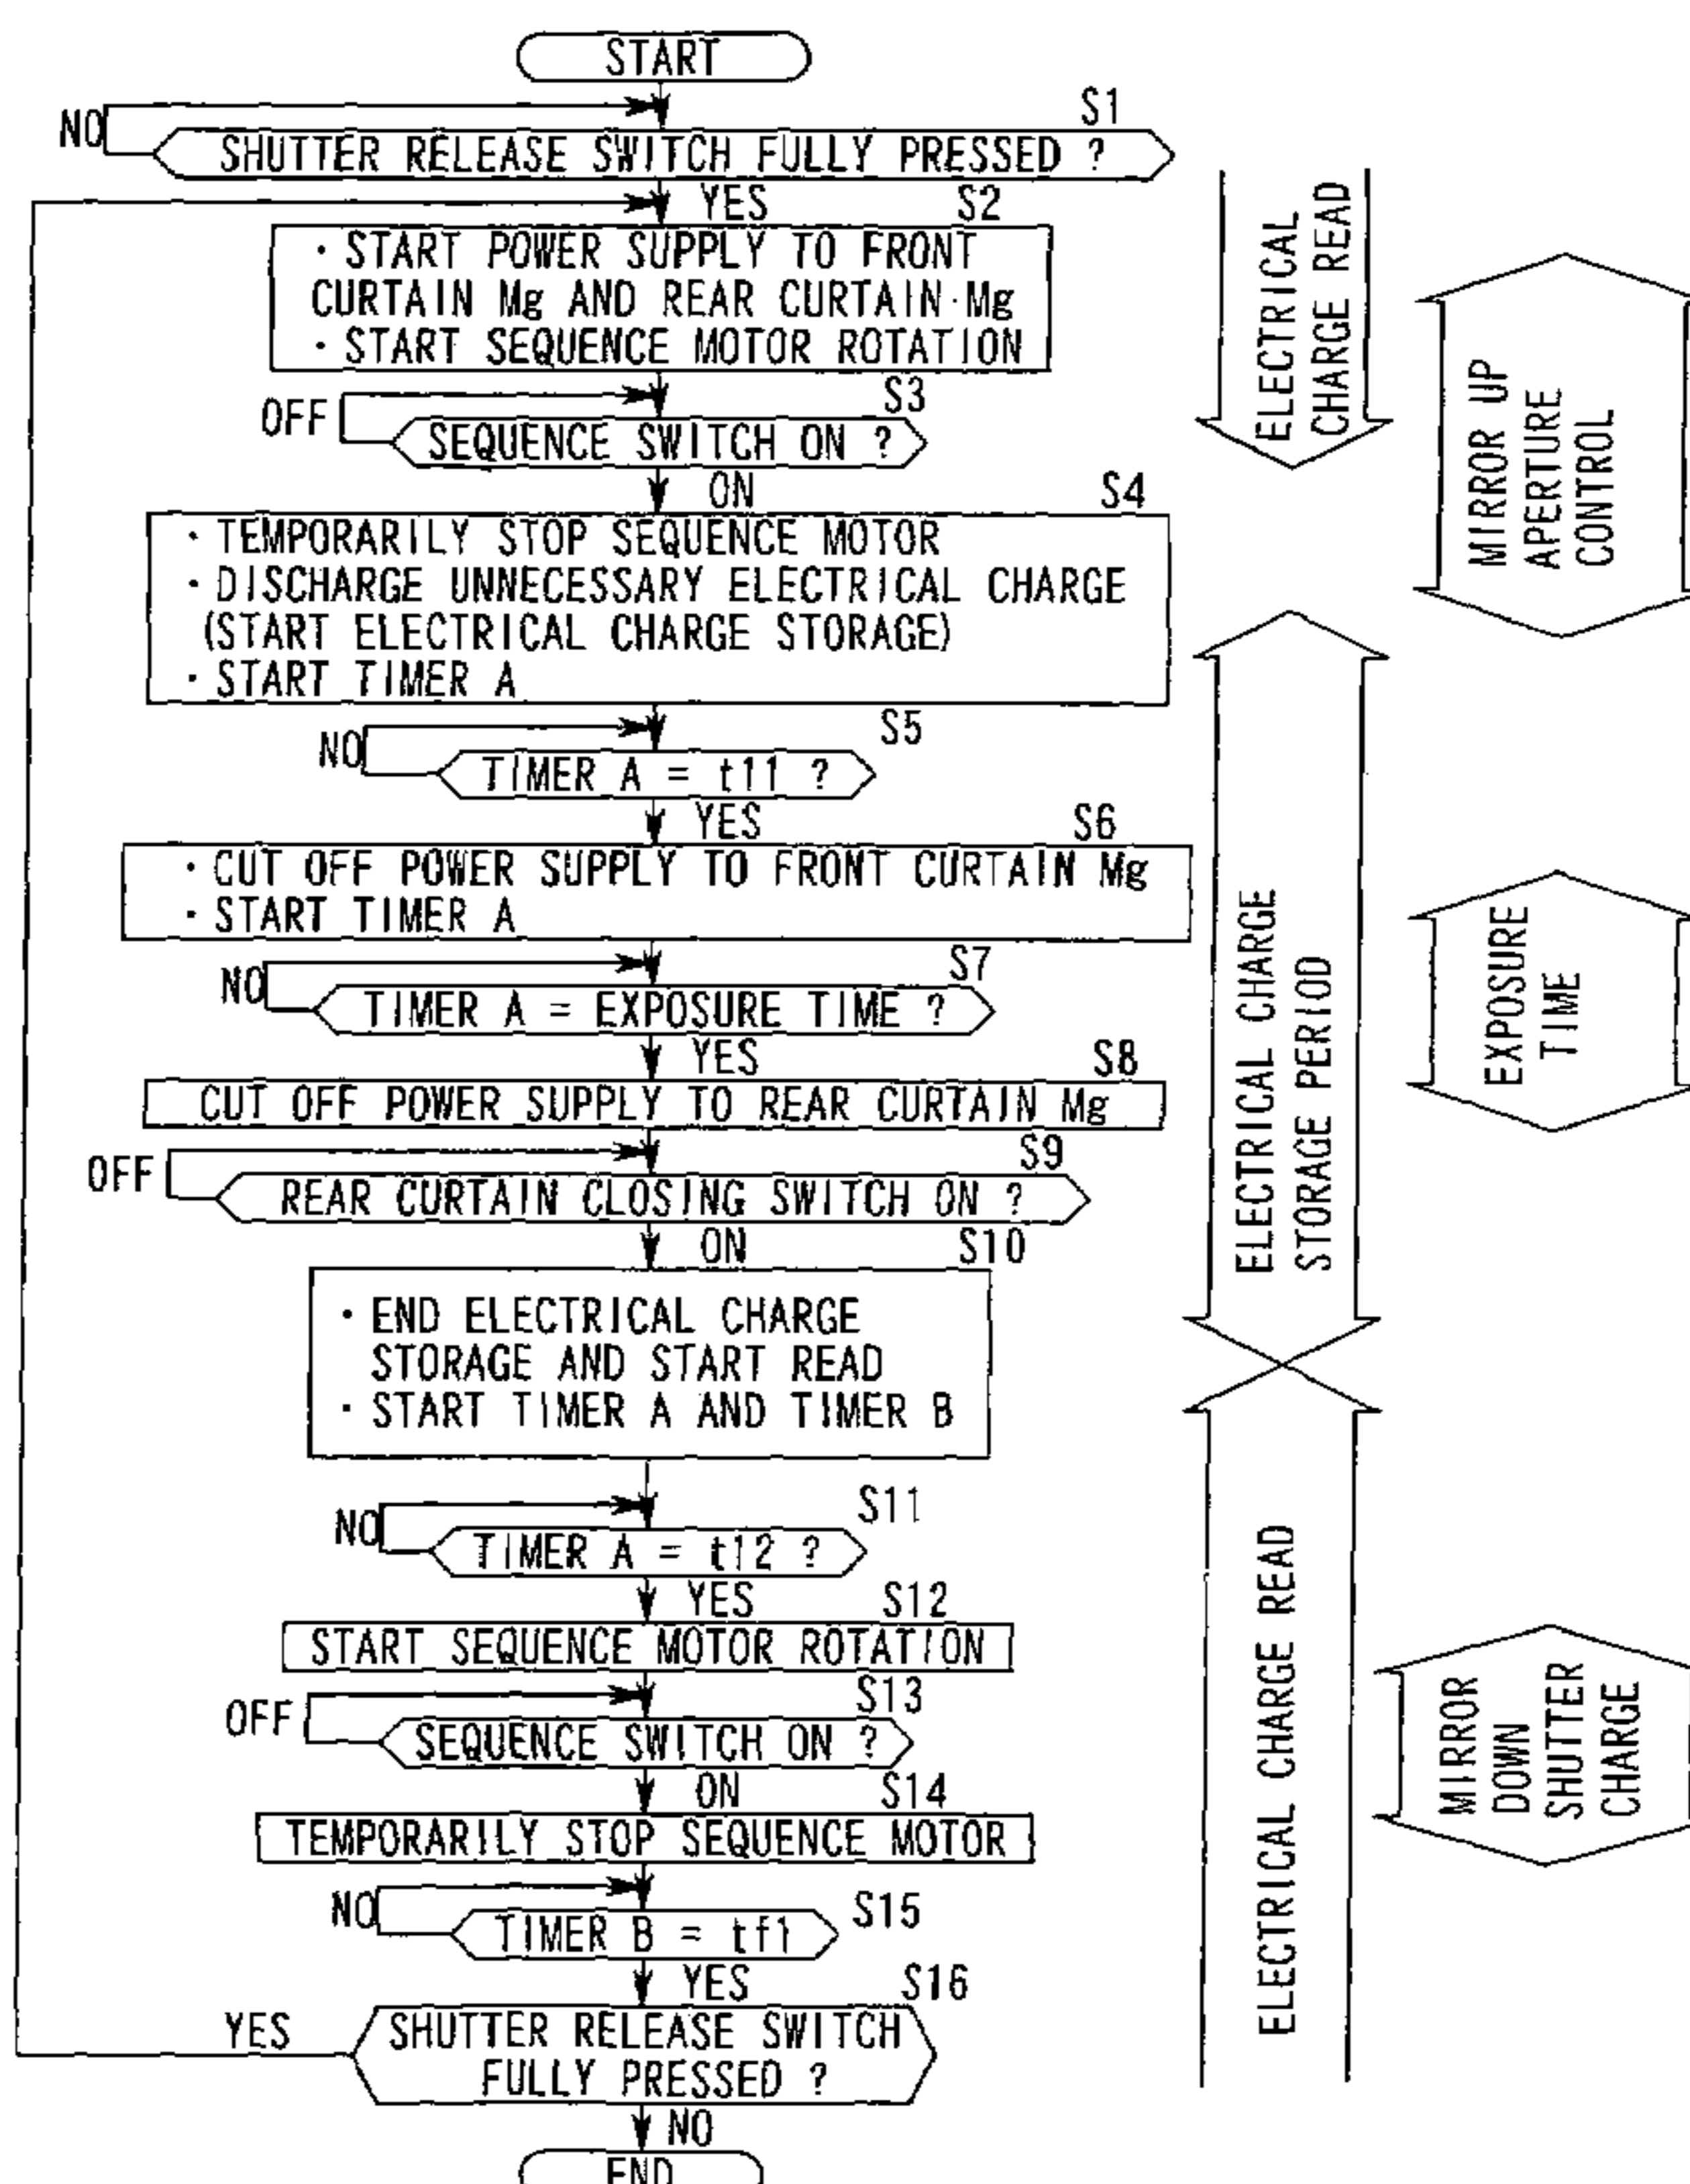 START
NO
S1
SHUTTER RELEASE SWITCH FULLY PRESSED ?
YES
S2
· START POWER SUPPLY TO FRONT
CURTAIN Mg AND REAR CURTAIN·Mg
· START SEQUENCE MOTOR ROTATION
S3
OFF
SEQUENCE SWITCH ON ?
ON
S4
· TEMPORARILY STOP SEQUENCE MOTOR
· DISCHARGE UNNECESSARY ELECTRICAL CHARGE
(START ELECTRICAL CHARGE STORAGE)
· START TIMER A
S5
NO
TIMER A = t11 ?
YES
S6
· CUT OFF POWER SUPPLY TO FRONT CURTAIN Mg
· START TIMER A
S7
NO
TIMER A = EXPOSURE TIME ?
YES
S8
CUT OFF POWER SUPPLY TO REAR CURTAIN Mg
S9
OFF
REAR CURTAIN CLOSING SWITCH ON ?
ON
S10
· END ELECTRICAL CHARGE
STORAGE AND START READ
· START TIMER A AND TIMER B
S11
NO
TIMER A = t12 ?
YES
S12
START SEQUENCE MOTOR ROTATION
S13
OFF
SEQUENCE SWITCH ON ?
ON
S14
TEMPORARILY STOP SEQUENCE MOTOR
NO
S15
TIMER B = tf1
YES
S16
YES
SHUTTER RELEASE SWITCH
FULLY PRESSED ?
NO
END
ELECTRICAL
CHARGE READ
MIRROR UP
APERTURE
CONTROL
ELECTRICAL CHARGE
STORAGE PERIOD
EXPOSURE
TIME
ELECTRICAL CHARGE READ
MIRROR
DOWN
SHUTTER
CHARGE